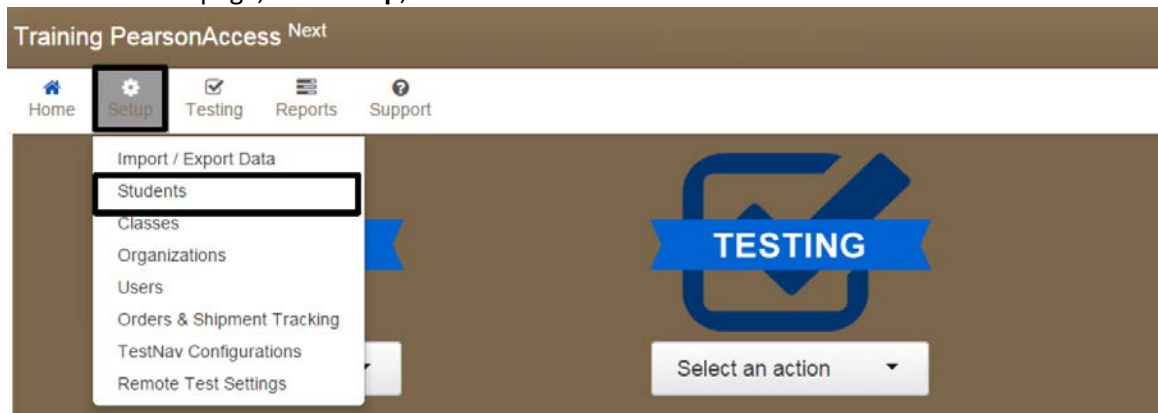 Training PearsonAccess Next
Home Setup Testing Reports Support
Import / Export Data
Students
Classes
Organizations
Users
Orders & Shipment Tracking
TestNav Configurations
Remote Test Settings
TESTING
Select an action